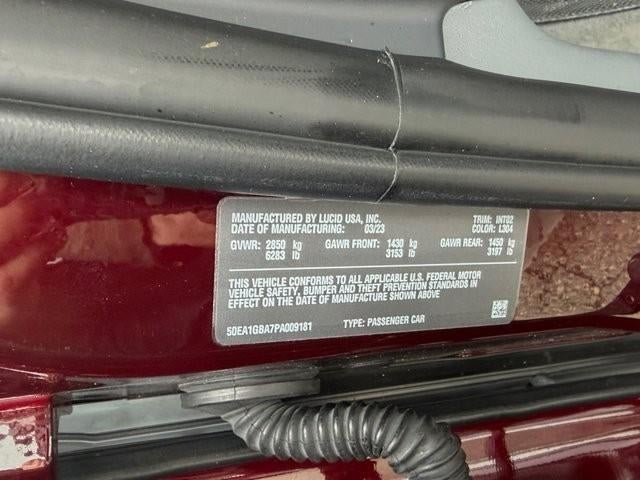 MANUFACTURED BY LUCID USA, INC. TRIM: INT02
DATE OF MANUFACTURING: 03/23 COLOR: L304
GVWR: 2850 kg GAWR FRONT: 1430 kg GAWR REAR: 1450 kg
6283 lb 3153 lb 3197 lb
THIS VEHICLE CONFORMS TO ALL APPLICABLE U.S. FEDERAL MOTOR
VEHICLE SAFETY, BUMPER AND THEFT PREVENTION STANDARDS IN
EFFECT ON THE DATE OF MANUFACTURE SHOWN ABOVE
50EA1GBA7PA009181 TYPE: PASSENGER CAR